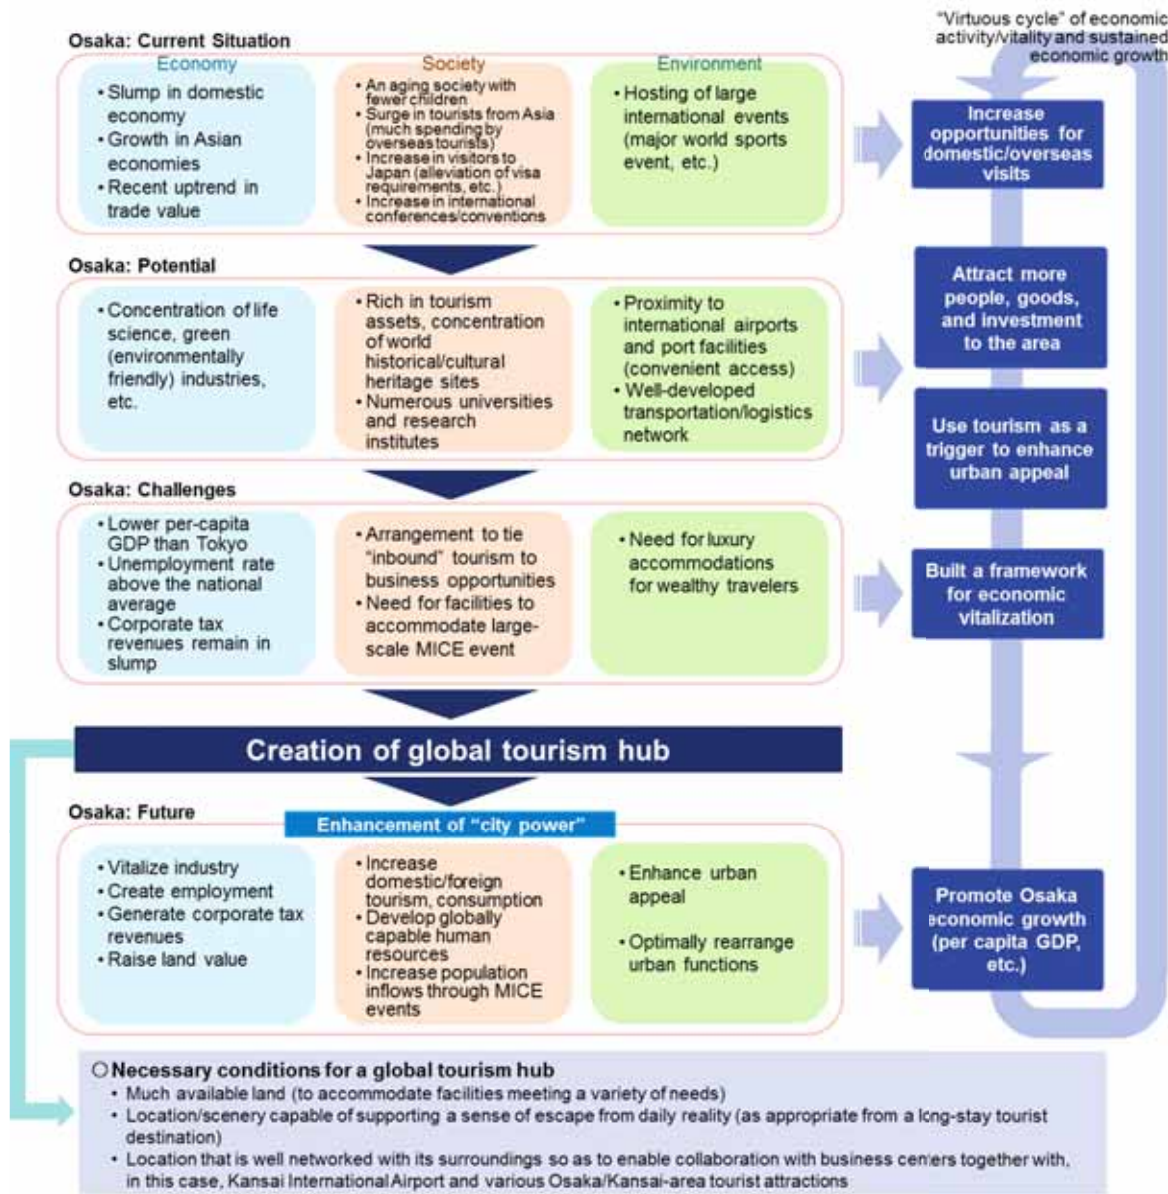 "Virtuous cycle" of economic
activity/vitality and sustained
economic growth
Osaka: Current Situation
Economy
• Slump in domestic
economy
• Growth in Asian
economies
• Recent uptrend in
trade value
Society
• An aging society with
fewer children
• Surge in tourists from Asia
(much spending by
overseas tourists)
• Increase in visitors to
Japan (alleviation of visa
requirements, etc.)
• Increase in international
conferences/conventions
Environment
• Hosting of large
international events
(major world sports
event, etc.)
Increase
opportunities for
domestic/overseas
visits
Osaka: Potential
• Concentration of life
science, green
(environmentally
friendly) industries,
etc.
• Rich in tourism
assets, concentration
of world
historical/cultural
heritage sites
• Numerous universities
and research
institutes
• Proximity to
international airports
and port facilities
(convenient access)
• Well-developed
transportation/logistics
network
Attract more
people, goods,
and investment
to the area
Use tourism as a
trigger to enhance
urban appeal
Osaka: Challenges
• Lower per-capita
GDP than Tokyo
• Unemployment rate
above the national
average
• Corporate tax
revenues remain in
slump
• Arrangement to tie
"inbound" tourism to
business opportunities
• Need for facilities to
accommodate large-
scale MICE event
• Need for luxury
accommodations
for wealthy travelers
Built a framework
for economic
vitalization
Creation of global tourism hub
Osaka: Future
Enhancement of "city power"
• Vitalize industry
• Create employment
• Generate corporate tax
revenues
• Raise land value
• Increase
domestic/foreign
tourism, consumption
• Develop globally
capable human
resources
• Increase population
inflows through MICE
events
• Enhance urban
appeal
• Optimally rearrange
urban functions
Promote Osaka
economic growth
(per capita GDP,
etc.)
○ Necessary conditions for a global tourism hub
• Much available land (to accommodate facilities meeting a variety of needs)
• Location/scenery capable of supporting a sense of escape from daily reality (as appropriate from a long-stay tourist
destination)
• Location that is well networked with its surroundings so as to enable collaboration with business centers together with,
in this case, Kansai International Airport and various Osaka/Kansai-area tourist attractions